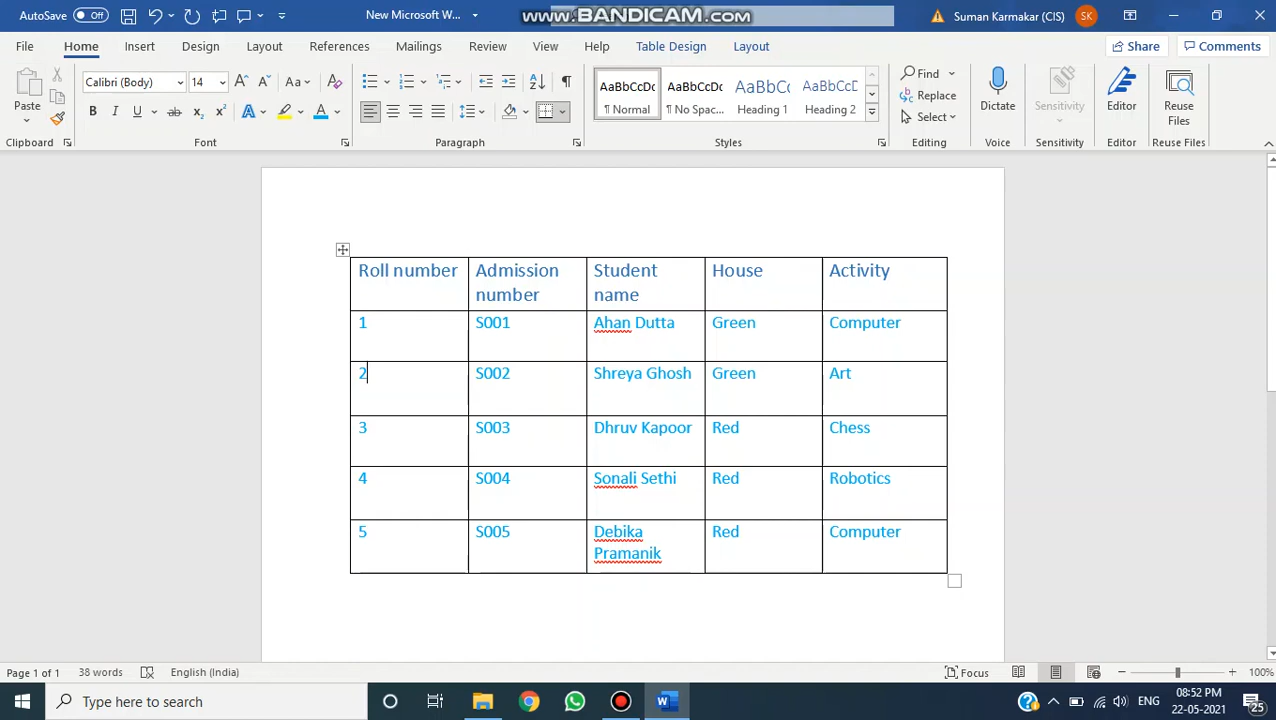 AutoSave Off
New Microsoft W...
www.BANDICAM.com
Suman Karmakar (CIS) SK
File Home Insert Design Layout References Mailings Review View Help Table Design Layout Share Comments
Paste
Calibri (Body) 14 Aa
AaBbCcDc AaBbCcDc AaBbCc AaBbCcD
¶ Normal ¶ No Spac... Heading 1 Heading 2
Find
Replace
Select
Dictate
Sensitivity
Editor
Reuse Files
Clipboard Font Paragraph Styles Editing Voice Sensitivity Editor Reuse Files
Roll number Admission number Student name House Activity
1 S001 Ahan Dutta Green Computer
2 S002 Shreya Ghosh Green Art
3 S003 Dhruv Kapoor Red Chess
4 S004 Sonali Sethi Red Robotics
5 S005 Debika Pramanik Red Computer
Page 1 of 1 38 words English (India) Focus 100%
Type here to search
ENG
08:52 PM
22-05-2021
25